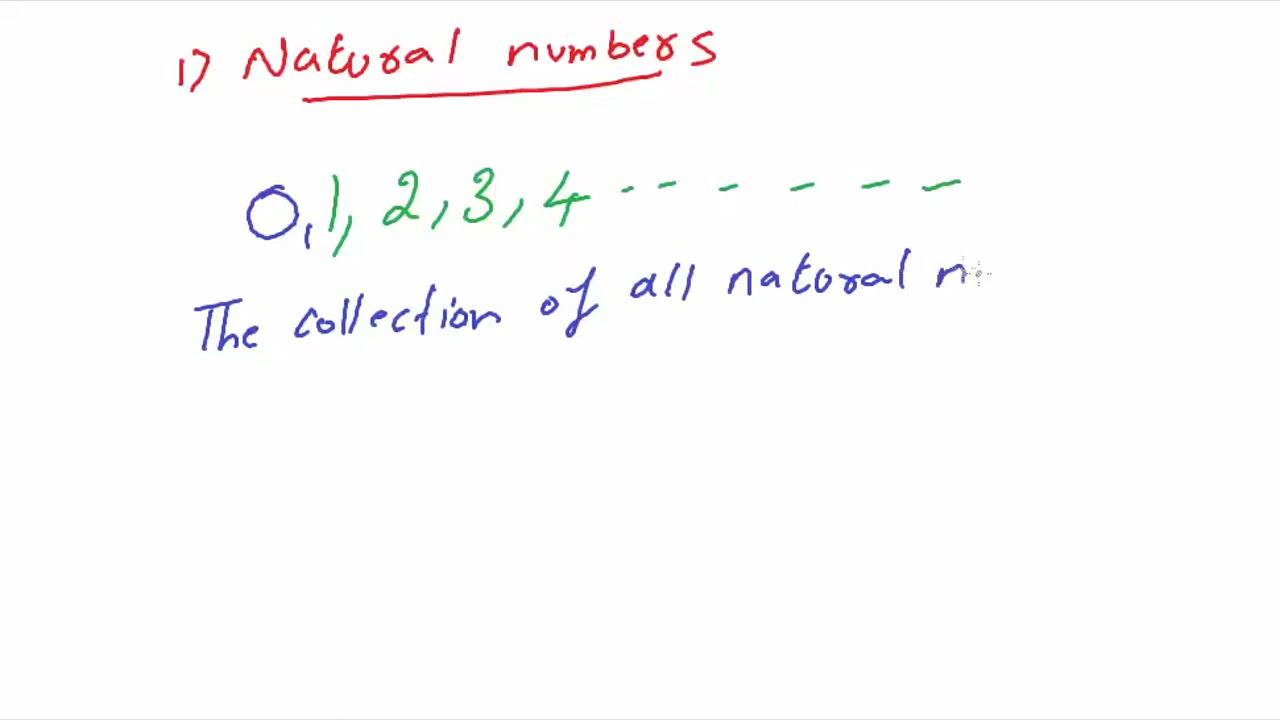 1) Natural numbers
0, 1, 2, 3, 4 - - - - - - -
The collection of all natural n